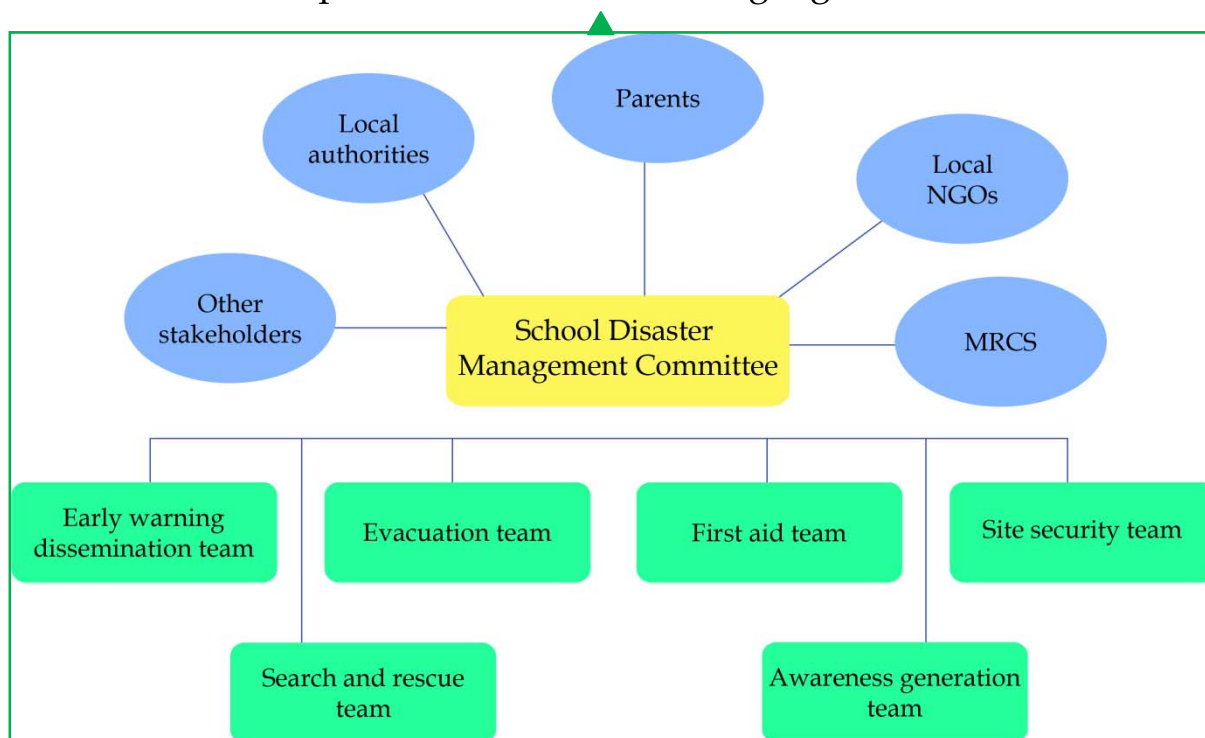 Parents
Local
authorities
Local
NGOs
Other
stakeholders
School Disaster
Management Committee
MRCS
Early warning
dissemination team
Evacuation team
First aid team
Site security team
Search and rescue
team
Awareness generation
team